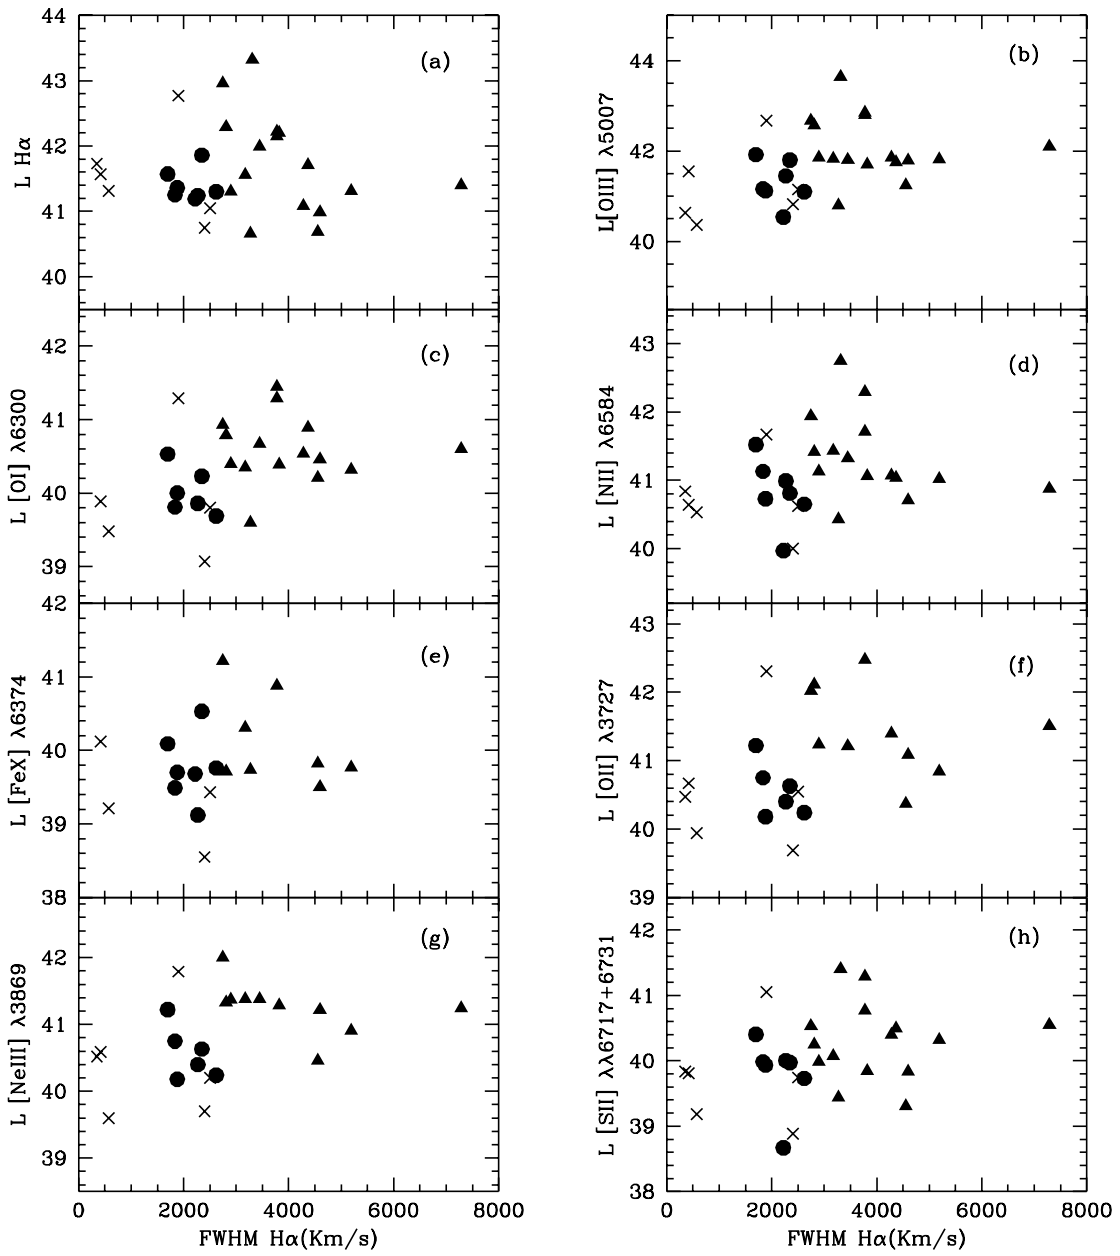 44
43
42
41
40
L Hα
(a)
44
42
40
L[OIII] λ5007
(b)
42
41
40
39
L [OI] λ6300
(c)
43
42
41
40
L [NII] λ6584
(d)
42
41
40
39
38
L [FeX] λ6374
(e)
43
42
41
40
39
L [OII] λ3727
(f)
42
41
40
39
L [NeIII] λ3869
(g)
0 2000 4000 6000 8000
FWHM Hα(Km/s)
42
41
40
39
38
L [SII] λλ6717+6731
(h)
0 2000 4000 6000 8000
FWHM Hα(Km/s)